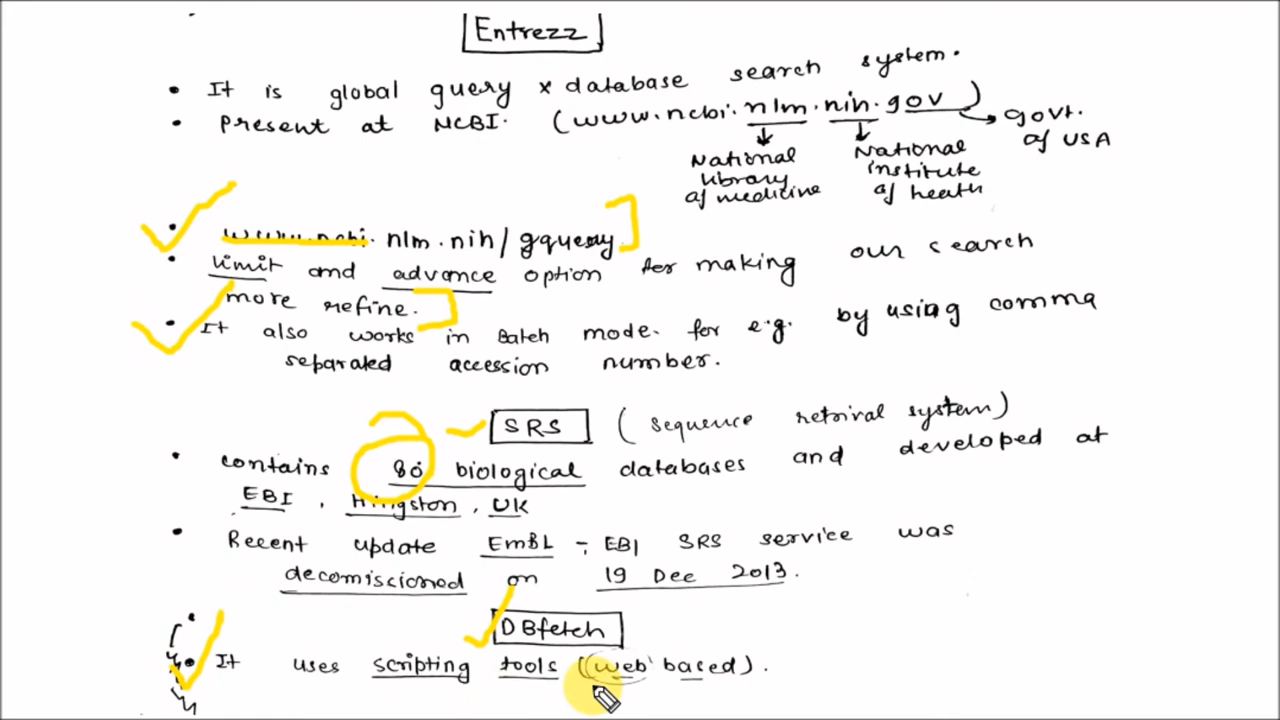 Entrezz
• It is global query x database search system.
• Present at NCBI. (www.ncbi.nlm.nih.gov)
Govt. of USA
National library of medicine
National institute of heath
• www.ncbi.nlm.nih/gquery
• limit and advance option for making our search
more refine.
• It also works in Batch mode. for e.g. by using comma
separated accession number.
SRS (sequence retrival system)
• contains 80 biological databases and developed at
EBI, Hingston, UK
• Recent update EMBL - EBI SRS service was
decomiscioned on 19 Dec 2013.
DBfetch
• It uses scripting tools ((web based).